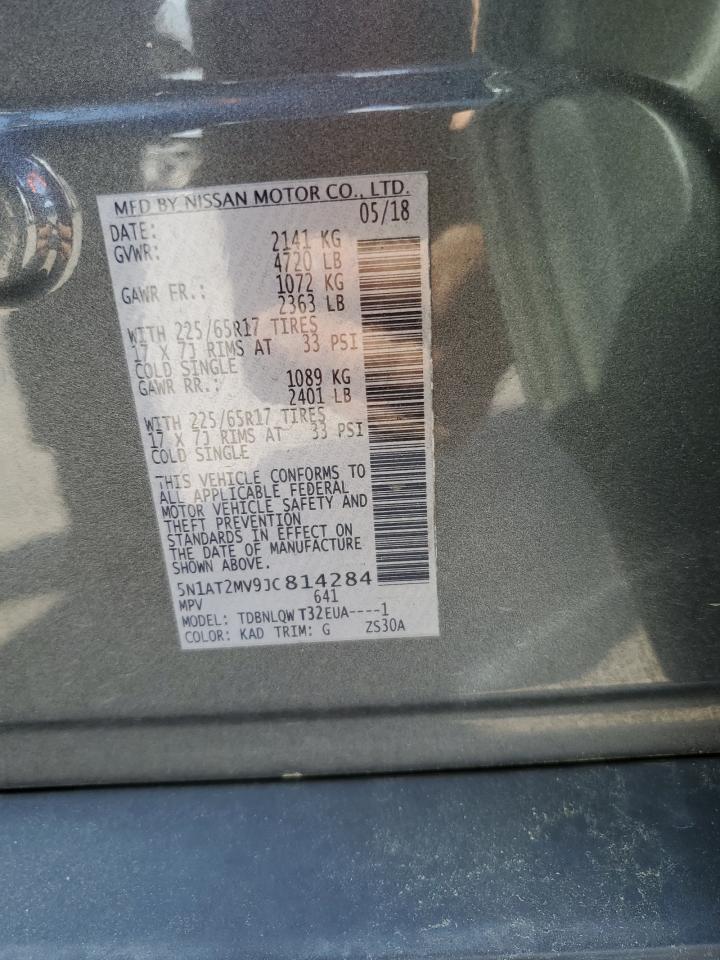 MFD BY NISSAN MOTOR CO., LTD.
DATE: 05/18
GVWR: 2141 KG
4720 LB
GAWR FR.: 1072 KG
2363 LB
WITH 225/65R17 TIRES
17 X 7J RIMS AT 33 PSI
COLD SINGLE
GAWR RR.: 1089 KG
2401 LB
WITH 225/65R17 TIRES
17 X 7J RIMS AT 33 PSI
COLD SINGLE
THIS VEHICLE CONFORMS TO
ALL APPLICABLE FEDERAL
MOTOR VEHICLE SAFETY AND
THEFT PREVENTION
STANDARDS IN EFFECT ON
THE DATE OF MANUFACTURE
SHOWN ABOVE.
5N1AT2MV9JC814284
MPV 641
MODEL: TDBNLQW T32EUA----1
COLOR: KAD TRIM: G ZS30A